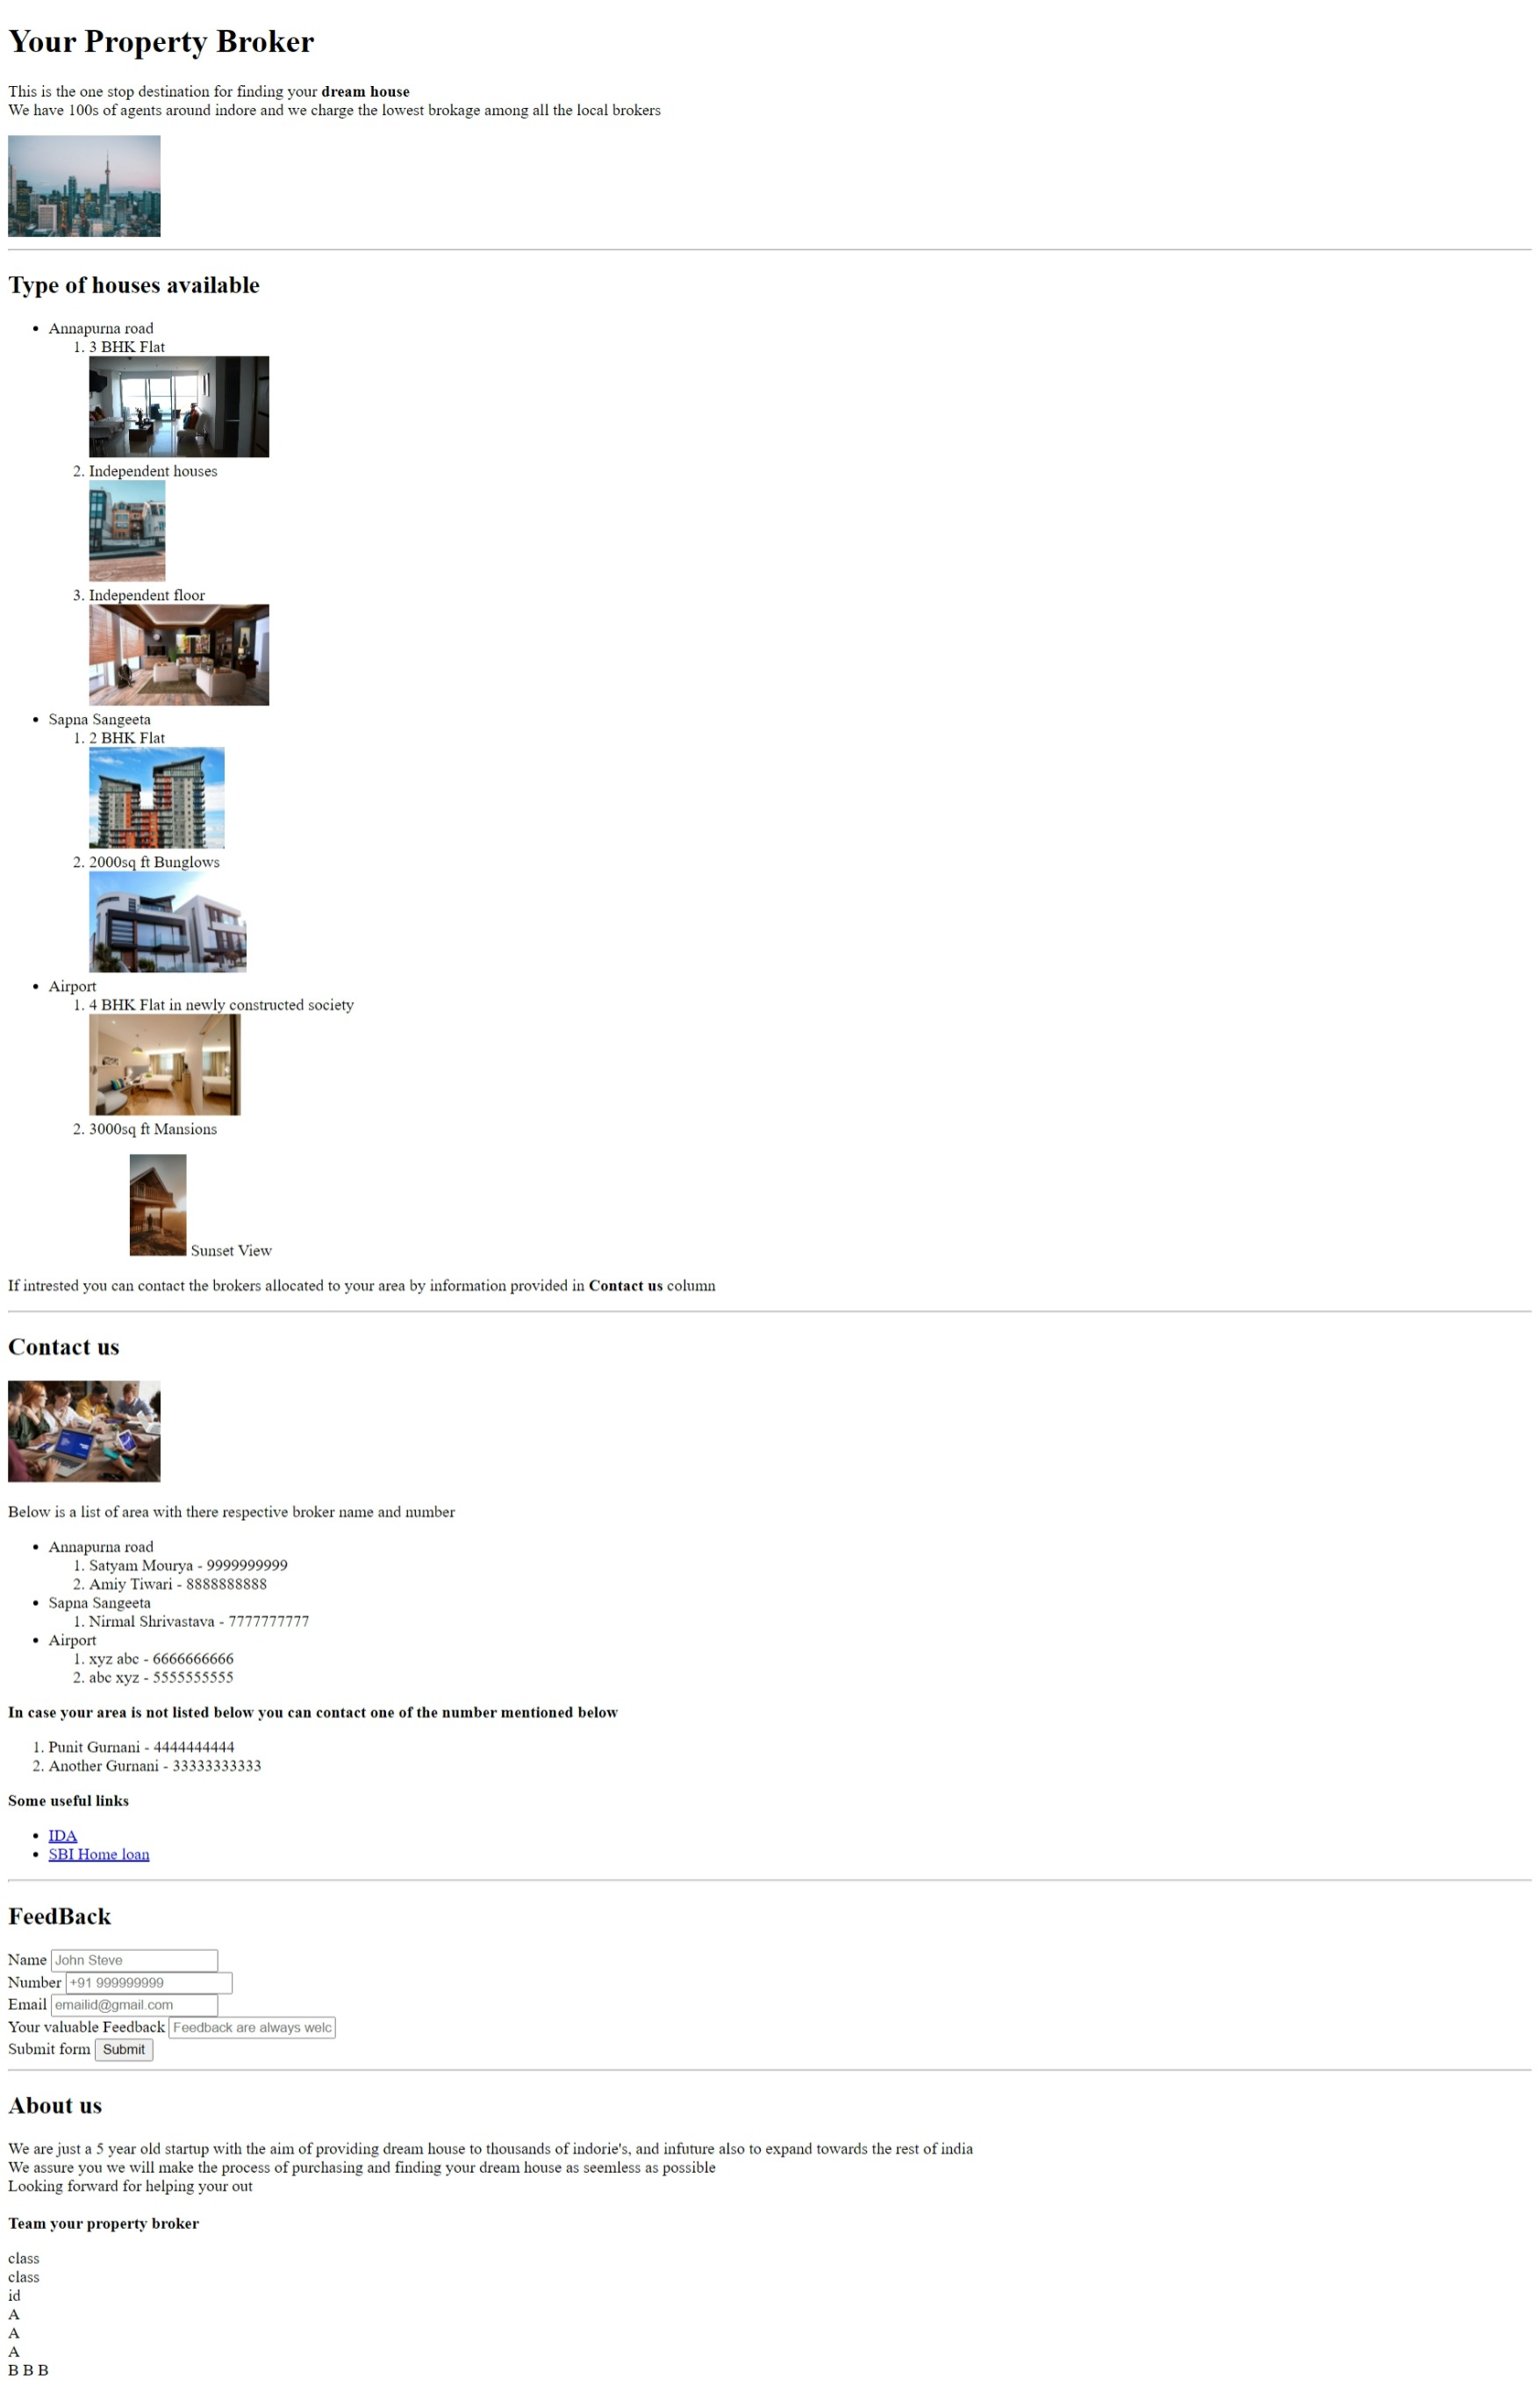 Your Property Broker
This is the one stop destination for finding your dream house
We have 100s of agents around indore and we charge the lowest brokage among all the local brokers
Type of houses available
• Annapurna road
1. 3 BHK Flat
2. Independent houses
3. Independent floor
• Sapna Sangeeta
1. 2 BHK Flat
2. 2000sq ft Bunglows
• Airport
1. 4 BHK Flat in newly constructed society
2. 3000sq ft Mansions
Sunset View
If intrested you can contact the brokers allocated to your area by information provided in Contact us column
Contact us
Below is a list of area with there respective broker name and number
• Annapurna road
1. Satyam Mourya - 9999999999
2. Amiy Tiwari - 8888888888
• Sapna Sangeeta
1. Nirmal Shrivastava - 7777777777
• Airport
1. xyz abc - 6666666666
2. abc xyz - 5555555555
In case your area is not listed below you can contact one of the number mentioned below
1. Punit Gurnani - 4444444444
2. Another Gurnani - 33333333333
Some useful links
• IDA
• SBI Home loan
FeedBack
Name John Steve
Number +91 999999999
Email emailid@gmail.com
Your valuable Feedback Feedback are always welc
Submit form Submit
About us
We are just a 5 year old startup with the aim of providing dream house to thousands of indorie's, and infuture also to expand towards the rest of india
We assure you we will make the process of purchasing and finding your dream house as seemless as possible
Looking forward for helping your out
Team your property broker
class
class
id
A
A
A
B B B